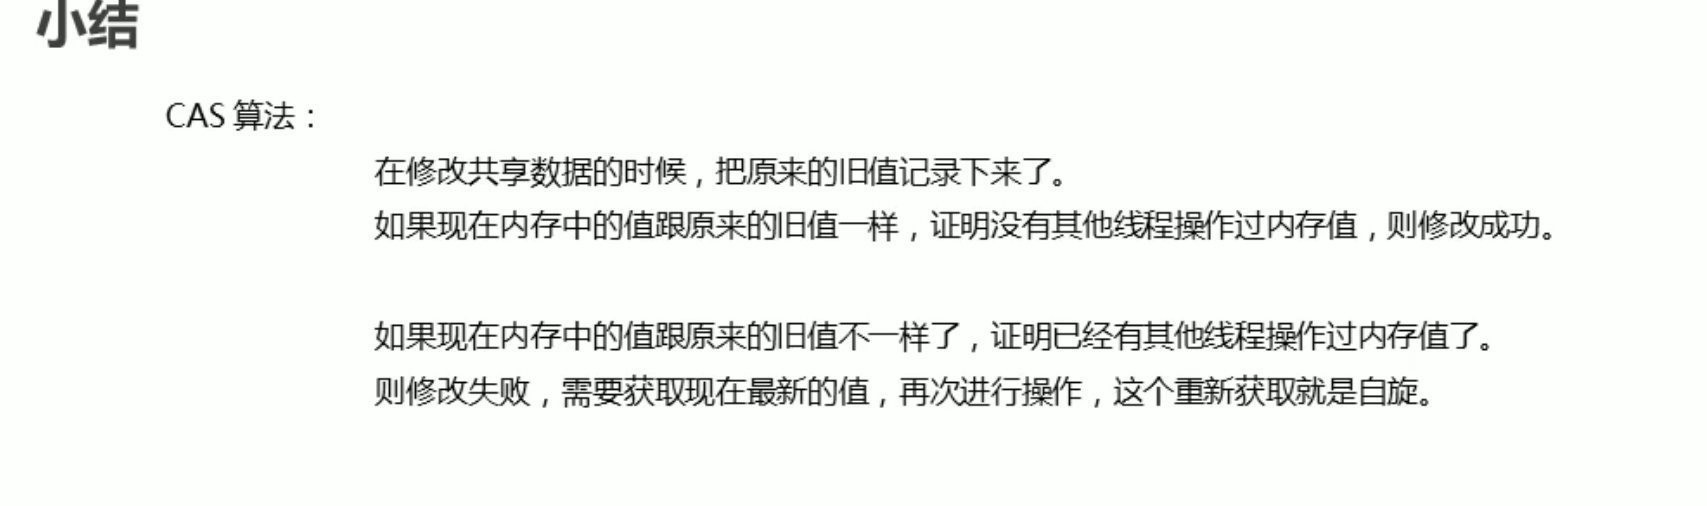 小结
CAS 算法：
在修改共享数据的时候，把原来的旧值记录下来了。
如果现在内存中的值跟原来的旧值一样，证明没有其他线程操作过内存值，则修改成功。
如果现在内存中的值跟原来的旧值不一样了，证明已经有其他线程操作过内存值了。
则修改失败，需要获取现在最新的值，再次进行操作，这个重新获取就是自旋。